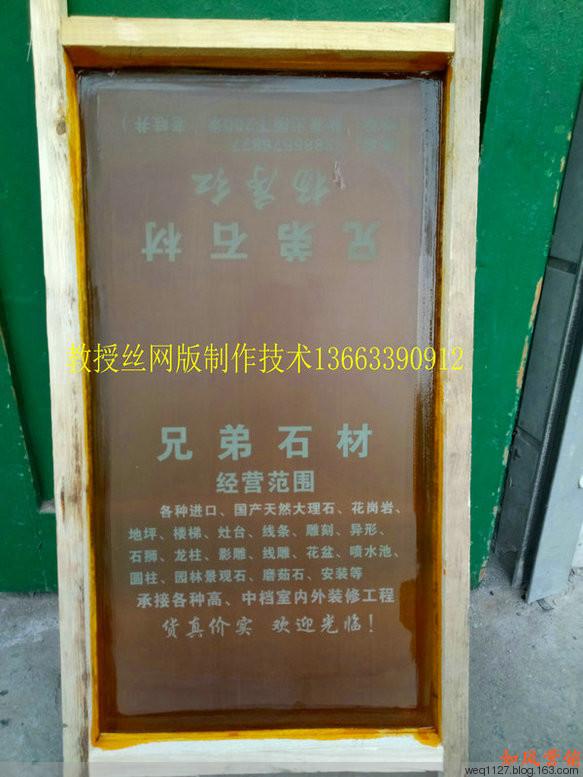 兄弟石材
教授丝网版制作技术13663390912
兄弟石材
经营范围
各种进口、国产天然大理石、花岗岩、
地坪、楼梯、灶台、线条、雕刻、异形、
石狮、龙柱、影雕、线雕、花盆、喷水池、
圆柱、园林景观石、磨菇石、安装等
承接各种高、中档室内外装修工程
货真价实 欢迎光临！
weq1127.blog.163.com